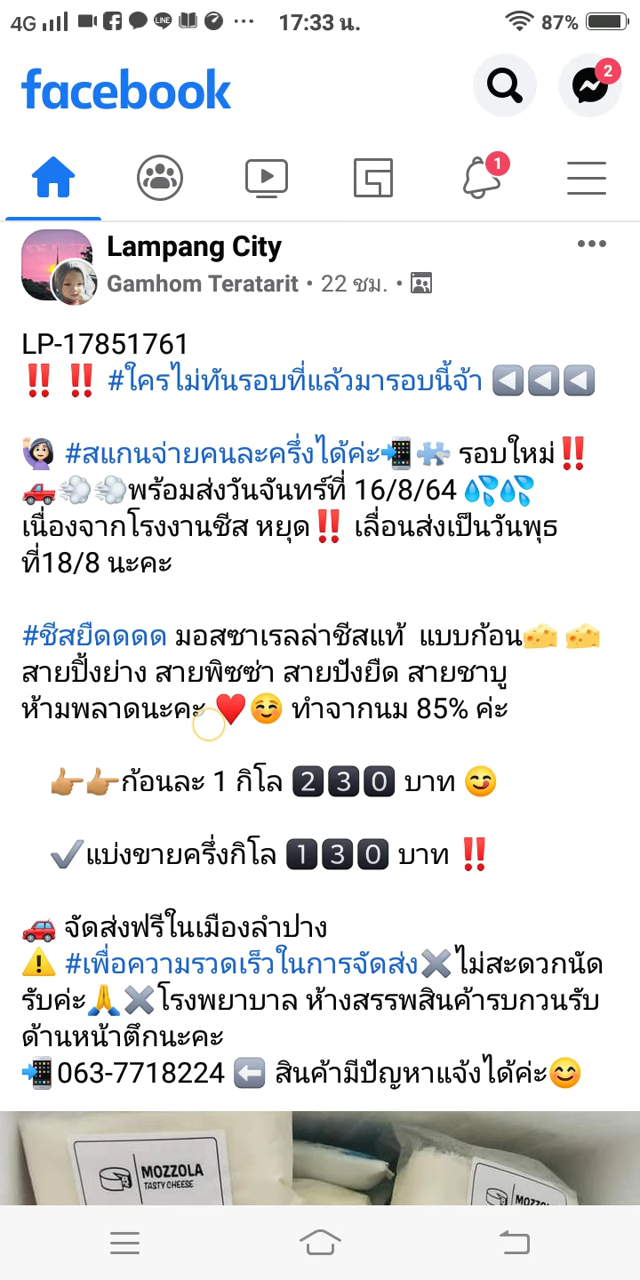 4G LINE ... 17:33 น. 87%
facebook
2
1
Lampang City
Gamhom Teratarit • 22 ชม. •
LP-17851761
‼️ ‼️ #ใครไม่ทันรอบที่แล้วมารอบนี้จ้า ◀️◀️◀️
🙋🏻‍♀️ #สแกนจ่ายคนละครึ่งได้ค่ะ📲🧩 รอบใหม่‼️
🛻💨💨พร้อมส่งวันจันทร์ที่ 16/8/64 💦💦
เนื่องจากโรงงานชีส หยุด‼️ เลื่อนส่งเป็นวันพุธ
ที่18/8 นะคะ
#ชีสยืดดดด มอสซาเรลล่าชีสแท้ แบบก้อน🧀 🧀
สายปิ้งย่าง สายพิซซ่า สายปังยืด สายชาบู
ห้ามพลาดนะคะ ♥️☺️ ทำจากนม 85% ค่ะ
👉🏼👉🏼ก้อนละ 1 กิโล 2️⃣3️⃣0️⃣ บาท 😋
✔️แบ่งขายครึ่งกิโล 1️⃣3️⃣0️⃣ บาท ‼️
🚗 จัดส่งฟรีในเมืองลำปาง
⚠️ #เพื่อความรวดเร็วในการจัดส่ง✖️ไม่สะดวกนัด
รับค่ะ🙏✖️โรงพยาบาล ห้างสรรพสินค้ารบกวนรับ
ด้านหน้าตึกนะคะ
📲063-7718224 ⬅️ สินค้ามีปัญหาแจ้งได้ค่ะ😊
MOZZOLA
TASTY CHEESE
MOZZO